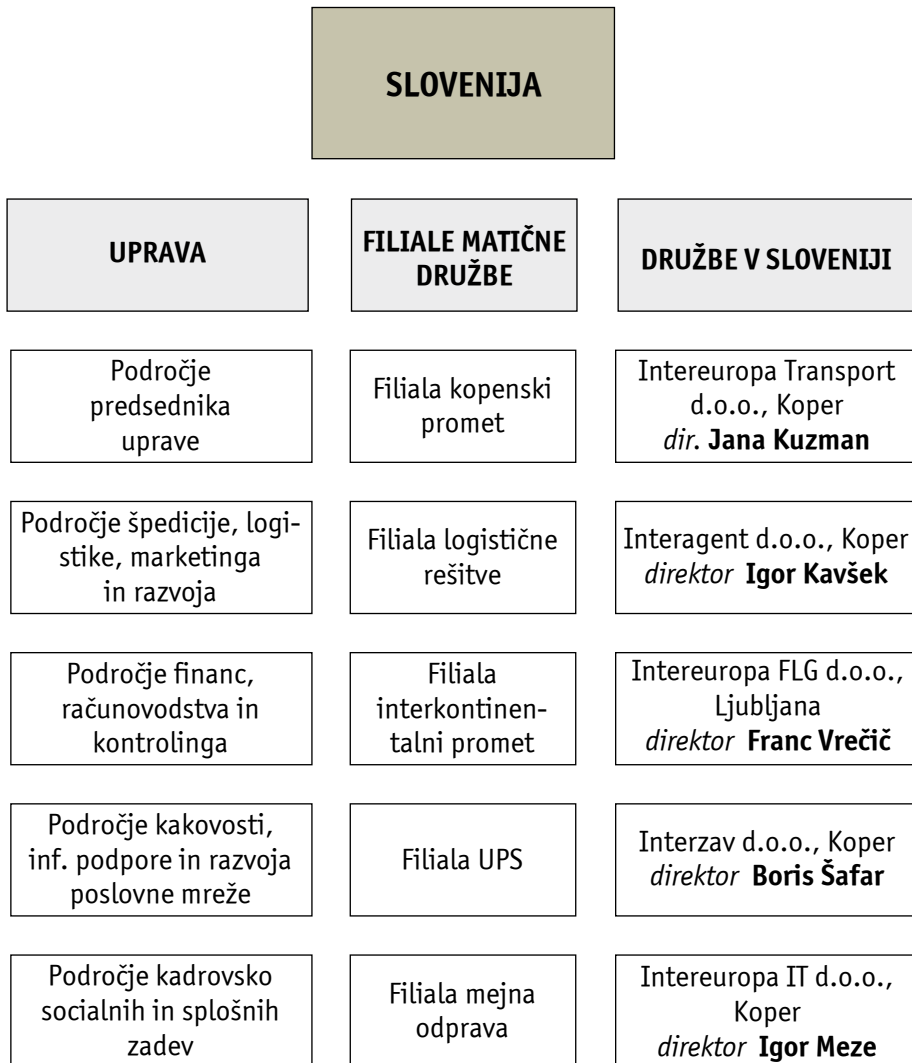 SLOVENIJA
UPRAVA
Področje
predsednika
uprave
Področje špedicije, logi-
stike, marketinga
in razvoja
Področje financ,
računovodstva in
kontrolinga
Področje kakovosti,
inf. podpore in razvoja
poslovne mreže
Področje kadrovsko
socialnih in splošnih
zadev
FILIALE MATIČNE
DRUŽBE
Filiala kopenski
promet
Filiala logistične
rešitve
Filiala
interkontinen-
talni promet
Filiala UPS
Filiala mejna
odprava
DRUŽBE V SLOVENIJI
Intereuropa Transport
d.o.o., Koper
dir. Jana Kuzman
Interagent d.o.o., Koper
direktor Igor Kavšek
Intereuropa FLG d.o.o.,
Ljubljana
direktor Franc Vrečič
Interzav d.o.o., Koper
direktor Boris Šafar
Intereuropa IT d.o.o.,
Koper
direktor Igor Meze